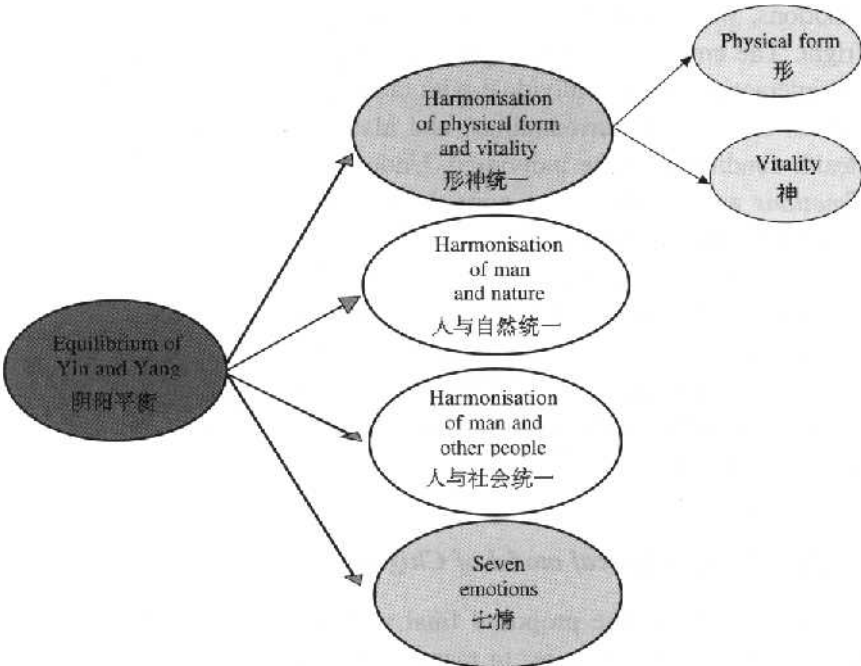 Physical form
形
Harmonisation
of physical form
and vitality
形神统一
Vitality
神
Harmonisation
of man
and nature
人与自然统一
Equilibrium of
Yin and Yang
阴阳平衡
Harmonisation
of man and
other people
人与社会统一
Seven
emotions
七情